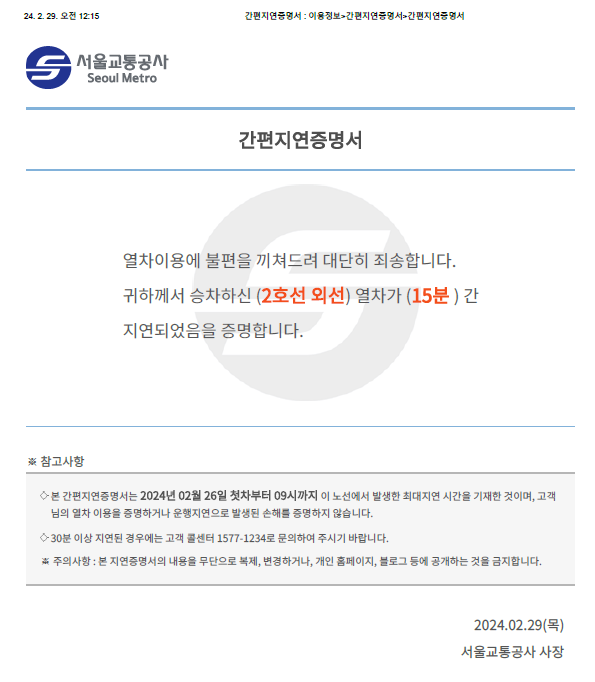 24. 2. 29. 오전 12:15
간편지연증명서 : 이용정보>간편지연증명서>간편지연증명서
서울교통공사
Seoul Metro
간편지연증명서
열차이용에 불편을 끼쳐드려 대단히 죄송합니다.
귀하께서 승차하신 (2호선 외선) 열차가 (15분 ) 간
지연되었음을 증명합니다.
※ 참고사항
◇ 본 간편지연증명서는 2024년 02월 26일 첫차부터 09시까지 이 노선에서 발생한 최대지연 시간을 기재한 것이며, 고객
님의 열차 이용을 증명하거나 운행지연으로 발생된 손해를 증명하지 않습니다.
◇ 30분 이상 지연된 경우에는 고객 콜센터 1577-1234로 문의하여 주시기 바랍니다.
※ 주의사항 : 본 지연증명서의 내용을 무단으로 복제, 변경하거나, 개인 홈페이지, 블로그 등에 공개하는 것을 금지합니다.
2024.02.29(목)
서울교통공사 사장